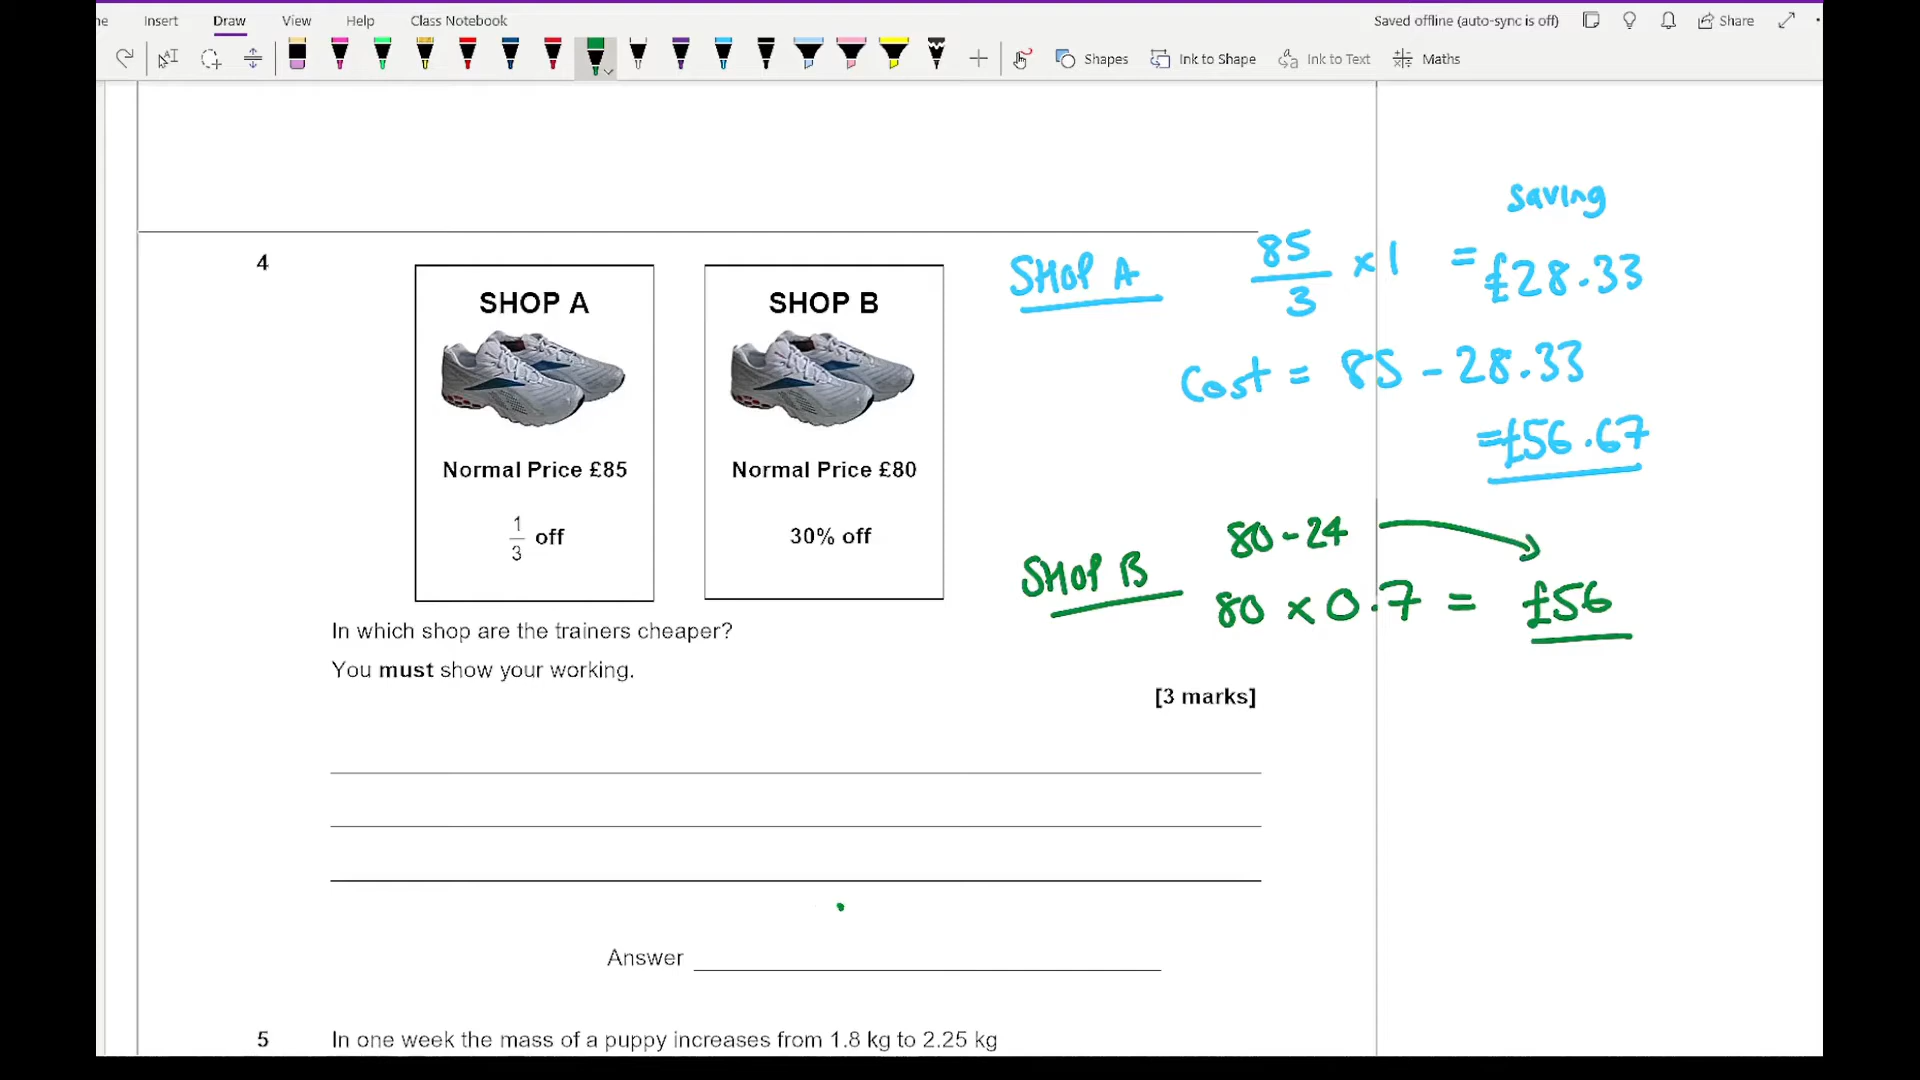 Insert Draw View Help Class Notebook Saved offline (auto-sync is off) Share
Shapes Ink to Shape Ink to Text Maths
4
SHOP A
Normal Price £85
1/3 off
SHOP B
Normal Price £80
30% off
In which shop are the trainers cheaper?
You must show your working.
[3 marks]
Answer
5 In one week the mass of a puppy increases from 1.8 kg to 2.25 kg
saving
SHOP A 85/3 × 1 = £28.33
Cost = 85 - 28.33
= £56.67
80 - 24
SHOP B 80 × 0.7 = £56